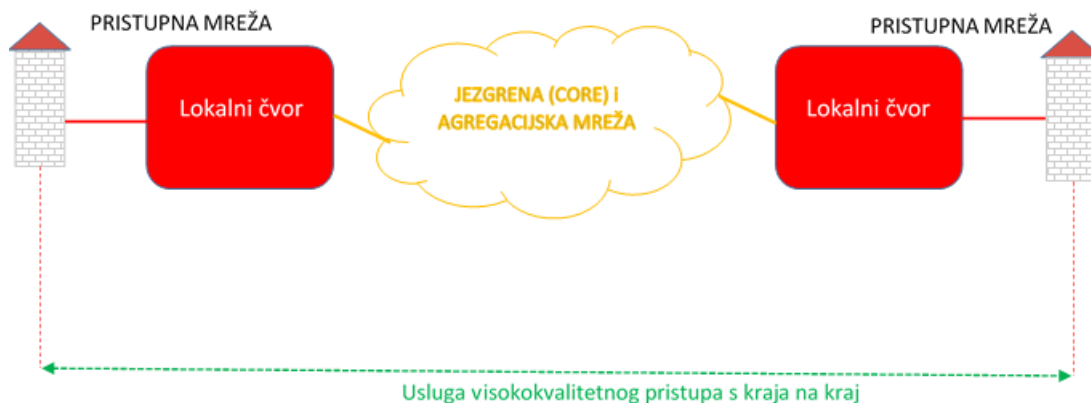 PRISTUPNA MREŽA
PRISTUPNA MREŽA
Lokalni čvor
JEZGRENA (CORE) i
AGREGACIJSKA MREŽA
Lokalni čvor
Usluga visokokvalitetnog pristupa s kraja na kraj